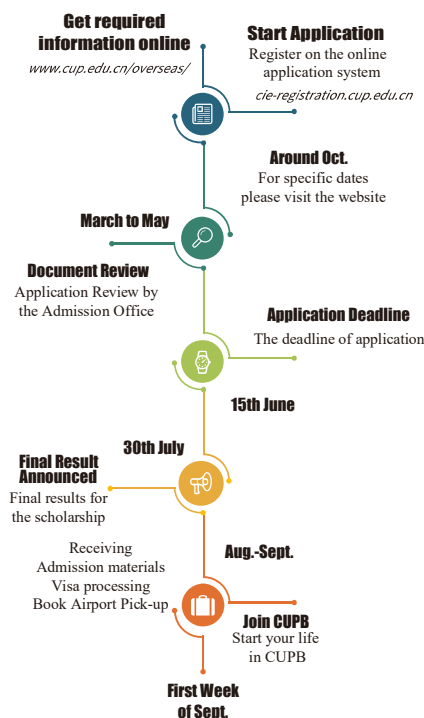 Get required
information online
www.cup.edu.cn/overseas/
Start Application
Register on the online
application system
cie-registration.cup.edu.cn
Around Oct.
For specific dates
please visit the website
March to May
Document Review
Application Review by
the Admission Office
Application Deadline
The deadline of application
15th June
30th July
Final Result
Announced
Final results for
the scholarship
Aug.-Sept.
Receiving
Admission materials
Visa processing
Book Airport Pick-up
Join CUPB
Start your life
in CUPB
First Week
of Sept.